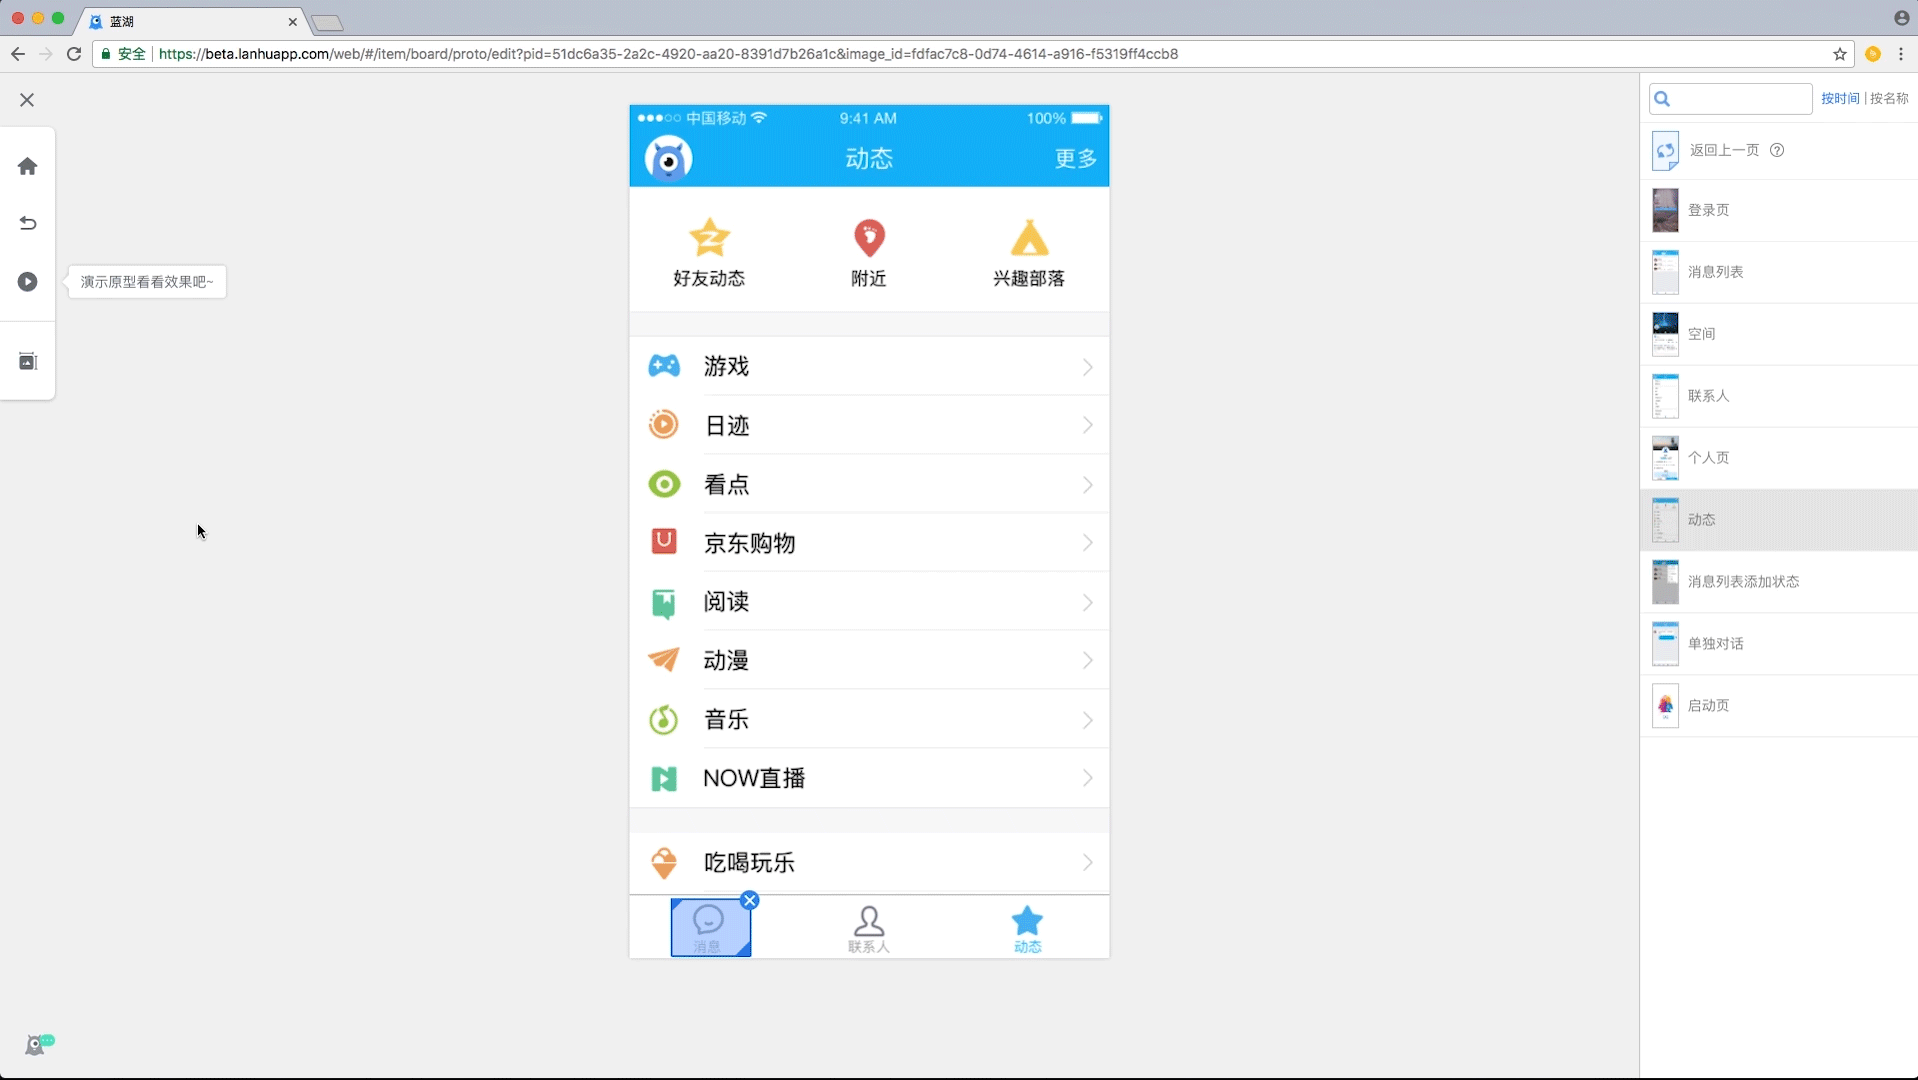 蓝湖
安全 https://beta.lanhuapp.com/web/#/item/board/proto/edit?pid=51dc6a35-2a2c-4920-aa20-8391d7b26a1c&image_id=fdfac7c8-0d74-4614-a916-f5319ff4ccb8
中国移动 9:41 AM 100%
动态 更多
好友动态 附近 兴趣部落
游戏
日迹
看点
京东购物
阅读
动漫
音乐
NOW直播
吃喝玩乐
消息 联系人 动态
演示原型看看效果吧~
按时间 | 按名称
返回上一页 ?
登录页
消息列表
空间
联系人
个人页
动态
消息列表添加状态
单独对话
启动页